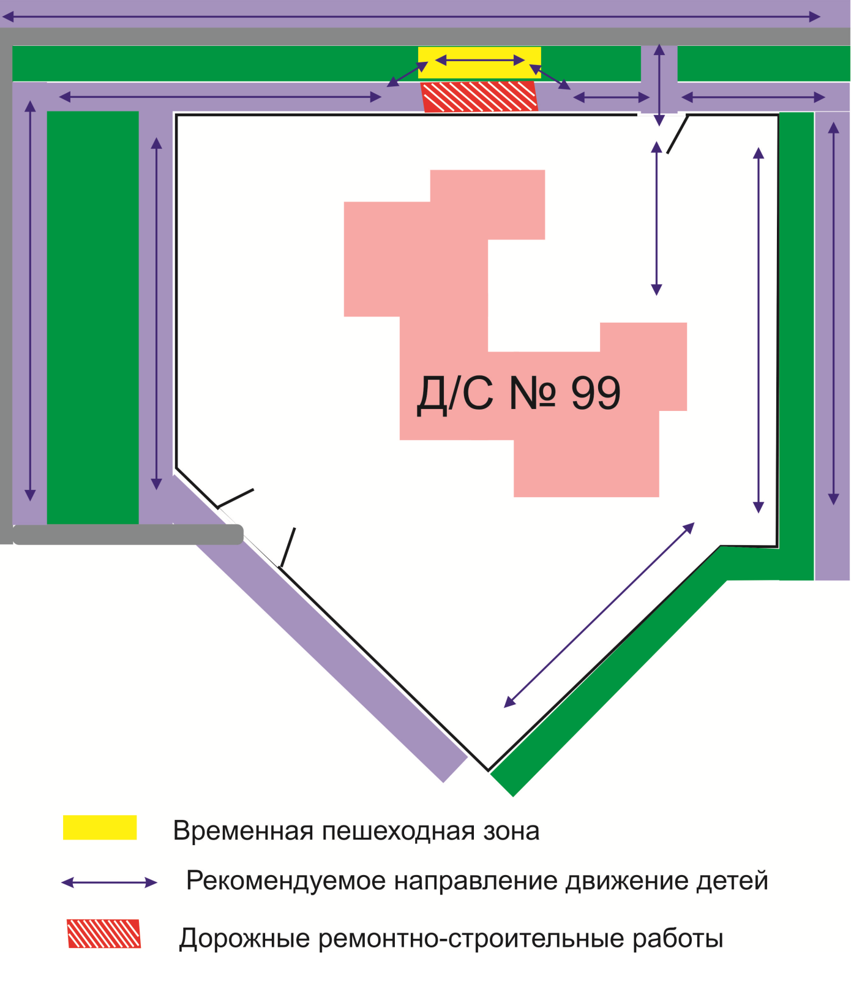 Д/С № 99
Временная пешеходная зона
Рекомендуемое направление движение детей
Дорожные ремонтно-строительные работы